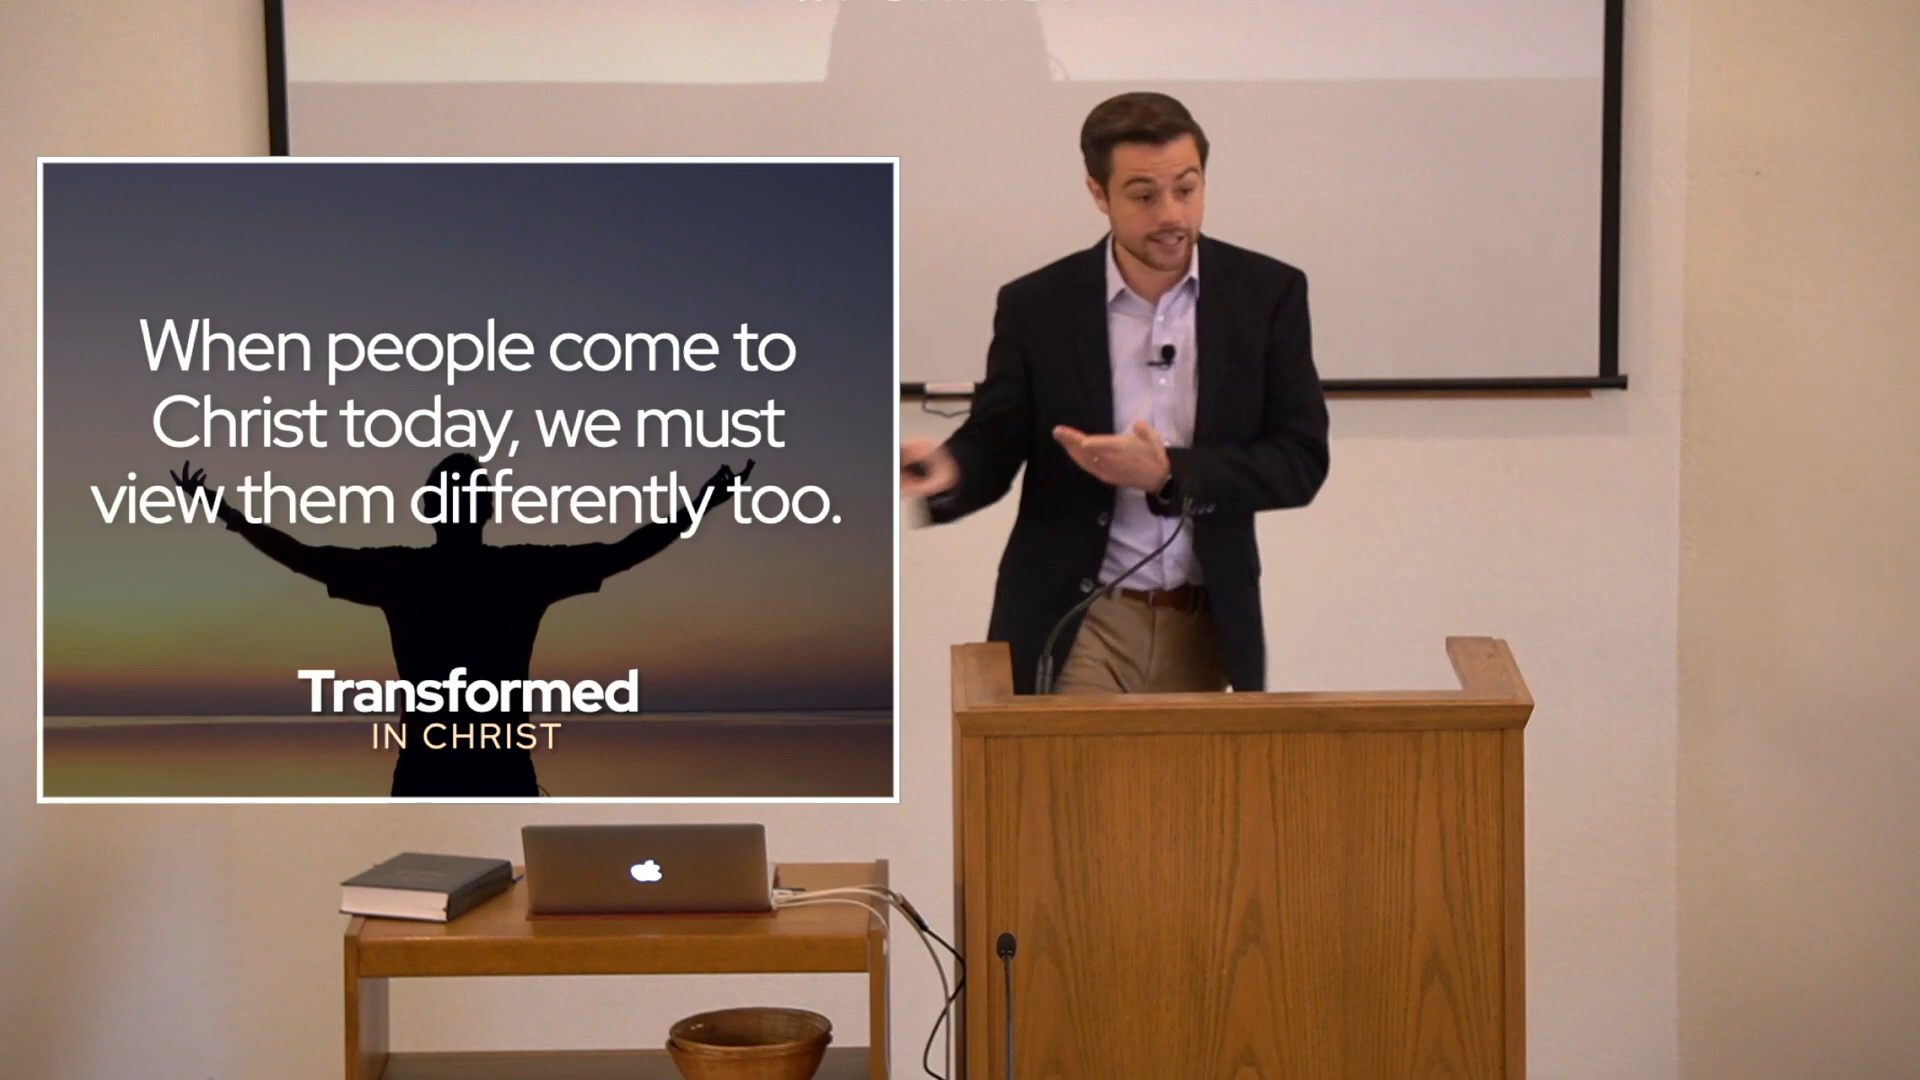 When people come to
Christ today, we must
view them differently too.
Transformed
IN CHRIST